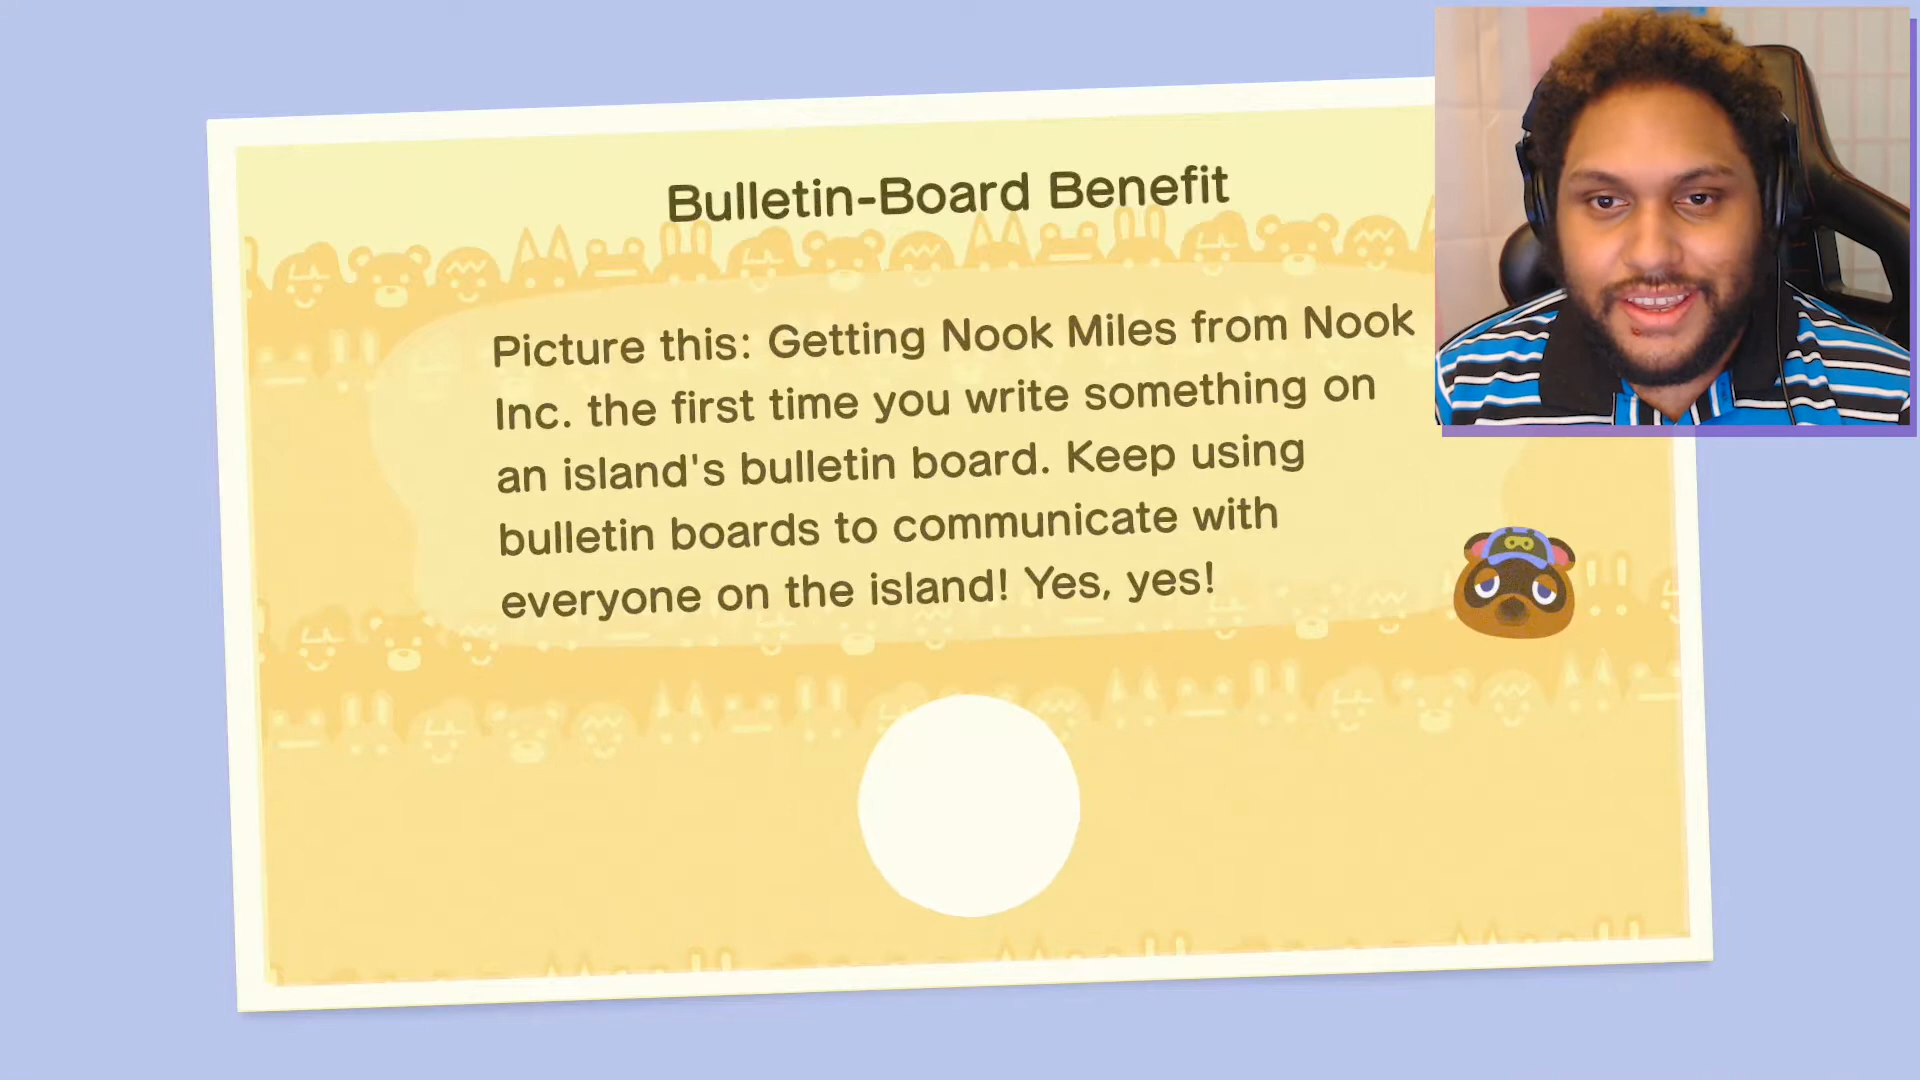 Bulletin-Board Benefit
Picture this: Getting Nook Miles from Nook
Inc. the first time you write something on
an island's bulletin board. Keep using
bulletin boards to communicate with
everyone on the island! Yes, yes!